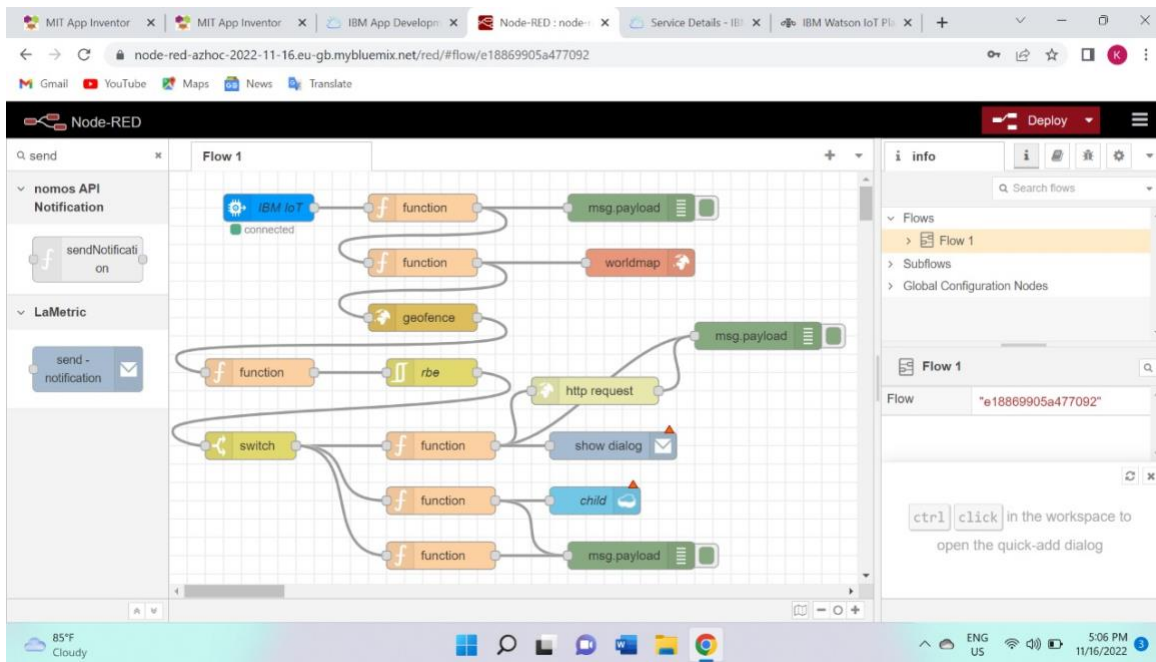 MIT App Inventor
MIT App Inventor
IBM App Developm
Node-RED : node-r
Service Details - IB
IBM Watson IoT Pla
node-red-azhoc-2022-11-16.eu-gb.mybluemix.net/red/#flow/e18869905a477092
K
Gmail
YouTube
Maps
News
Translate
Node-RED
Deploy
send
Flow 1
i info
i
Search flows
nomos API
Notification
sendNotificati
on
LaMetric
send -
notification
IBM IoT
connected
function
msg.payload
function
worldmap
geofence
msg.payload
function
rbe
http request
switch
function
show dialog
function
child
function
msg.payload
Flows
Flow 1
Subflows
Global Configuration Nodes
Flow 1
Flow
"e18869905a477092"
ctrl click in the workspace to
open the quick-add dialog
85°F
Cloudy
ENG
US
5:06 PM
11/16/2022
3